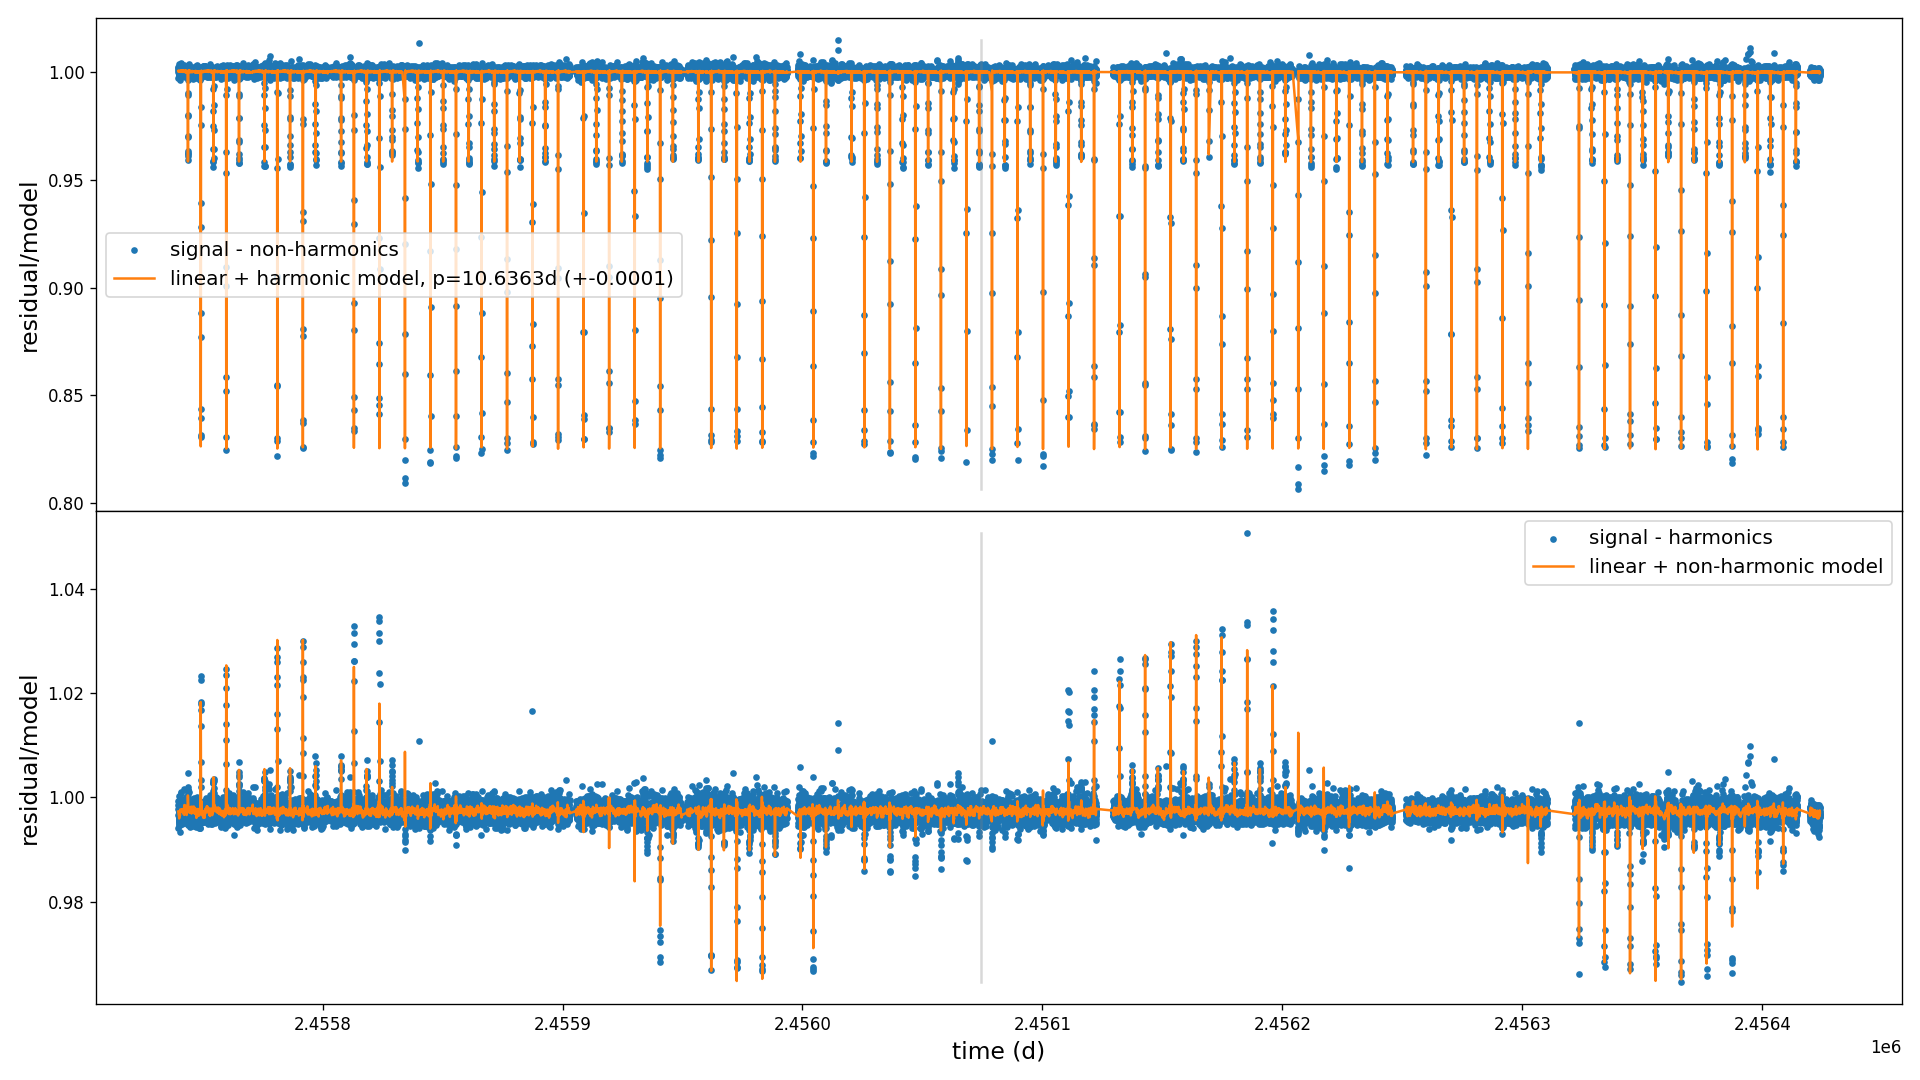 1.00
0.95
0.90
0.85
0.80
residual/model
signal - non-harmonics
linear + harmonic model, p=10.6363d (+-0.0001)
signal - harmonics
linear + non-harmonic model
1.04
1.02
1.00
0.98
residual/model
2.4558 2.4559 2.4560 2.4561 2.4562 2.4563 2.4564
1e6
time (d)